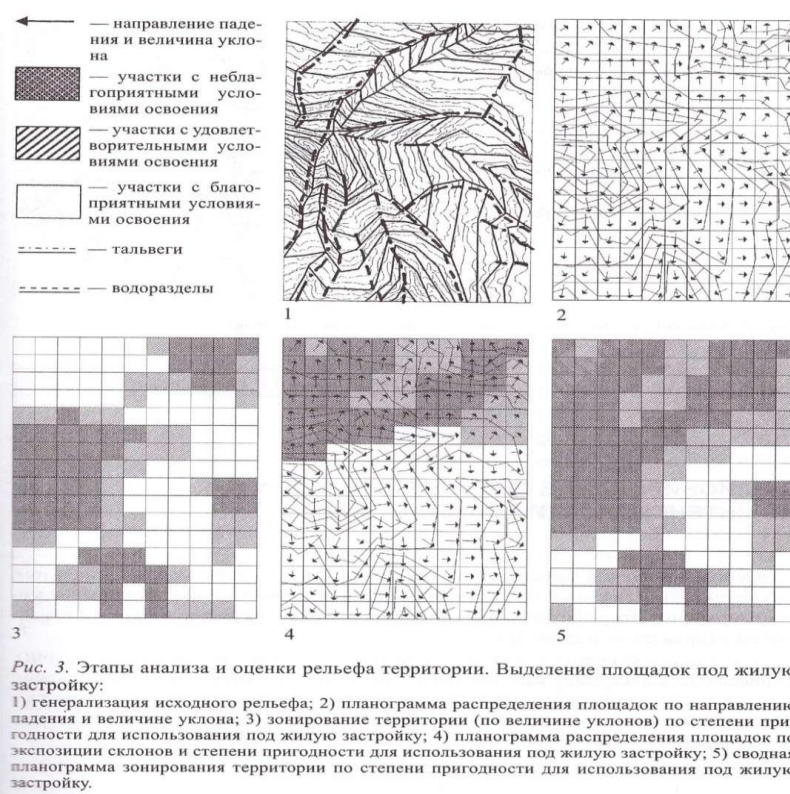 — направление паде-
ния и величина укло-
на
— участки с небла-
гоприятными усло-
виями освоения
— участки с удовлет-
ворительными усло-
виями освоения
— участки с благо-
приятными условия-
ми освоения
— тальвеги
— водоразделы
1
2
3
4
5
Рис. 3. Этапы анализа и оценки рельефа территории. Выделение площадок под жилую
застройку:
1) генерализация исходного рельефа; 2) планограмма распределения площадок по направлению
падения и величине уклона; 3) зонирование территории (по величине уклонов) по степени при-
годности для использования под жилую застройку; 4) планограмма распределения площадок по
экспозиции склонов и степени пригодности для использования под жилую застройку; 5) сводная
планограмма зонирования территории по степени пригодности для использования под жилую
застройку.